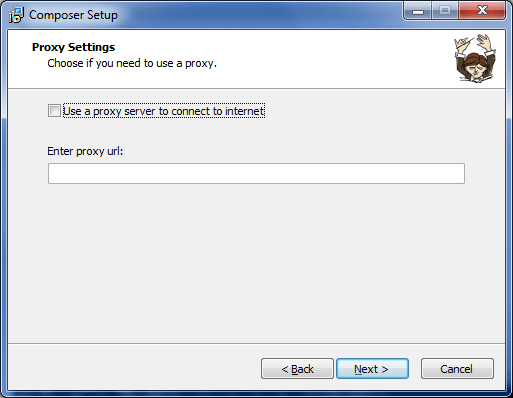 Composer Setup
Proxy Settings
Choose if you need to use a proxy.
Use a proxy server to connect to internet
Enter proxy url:
< Back
Next >
Cancel